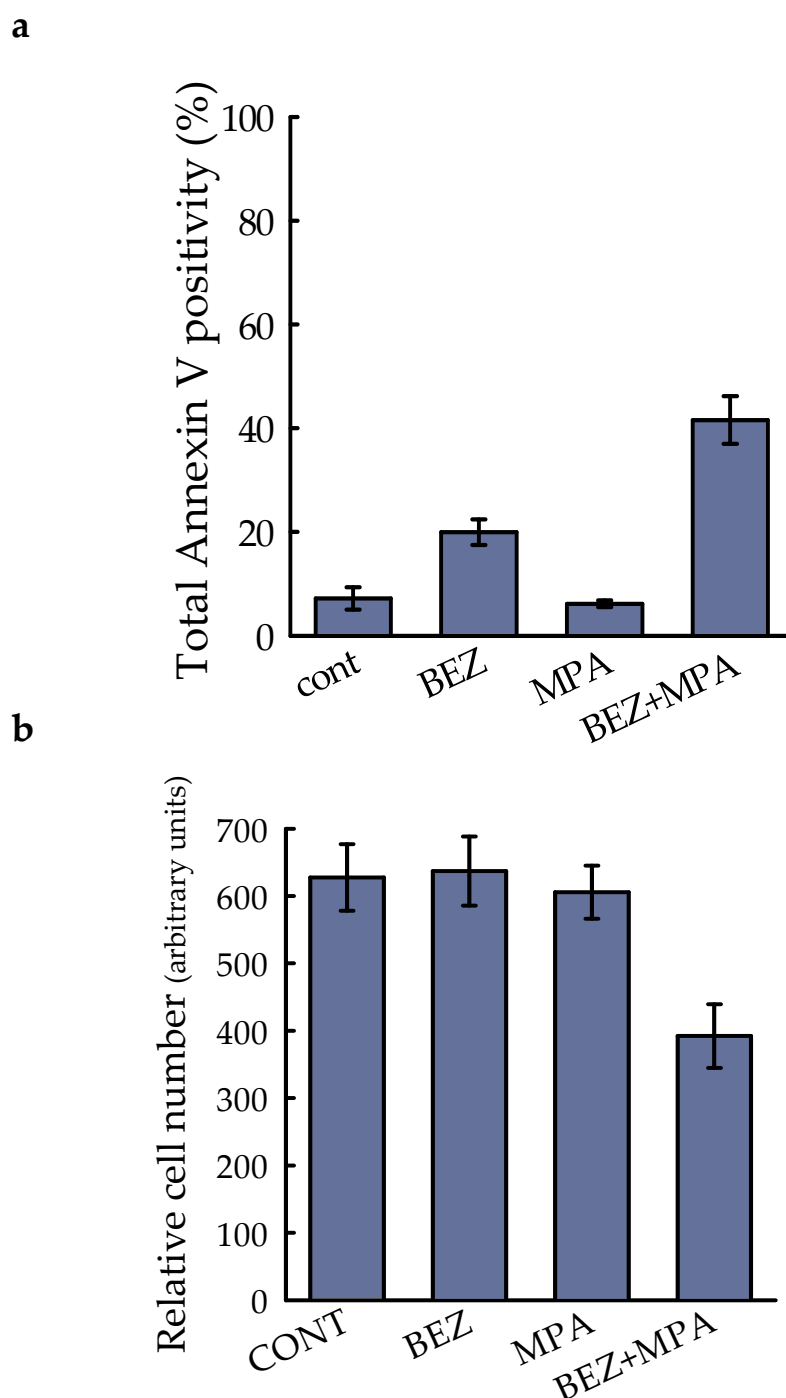 a
Total Annexin V positivity (%)
100
80
60
40
20
0
cont
BEZ
MPA
BEZ+MPA
b
Relative cell number (arbitrary units)
700
600
500
400
300
200
100
0
CONT
BEZ
MPA
BEZ+MPA